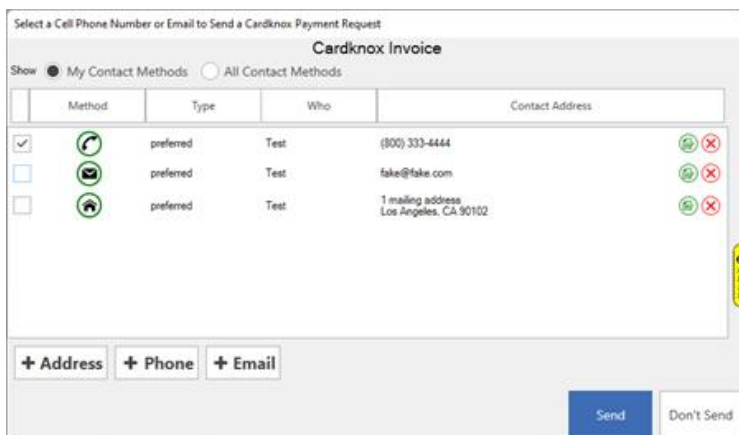 Select a Cell Phone Number or Email to Send a Cardknox Payment Request
Cardknox Invoice
Show My Contact Methods All Contact Methods
Method Type Who Contact Address
preferred Test (800) 333-4444
preferred Test fake@fake.com
preferred Test 1 mailing address
Los Angeles, CA 90102
+ Address + Phone + Email
Send Don't Send